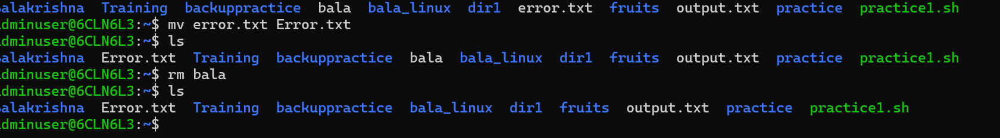 alakrishna  Training  backuppractice  bala  bala_linux  dir1  error.txt  fruits  output.txt  practice  practice1.sh
dminuser@6CLN6L3:~$ mv error.txt Error.txt
dminuser@6CLN6L3:~$ ls
alakrishna  Error.txt  Training  backuppractice  bala  bala_linux  dir1  fruits  output.txt  practice  practice1.sh
dminuser@6CLN6L3:~$ rm bala
dminuser@6CLN6L3:~$ ls
alakrishna  Error.txt  Training  backuppractice  bala_linux  dir1  fruits  output.txt  practice  practice1.sh
dminuser@6CLN6L3:~$